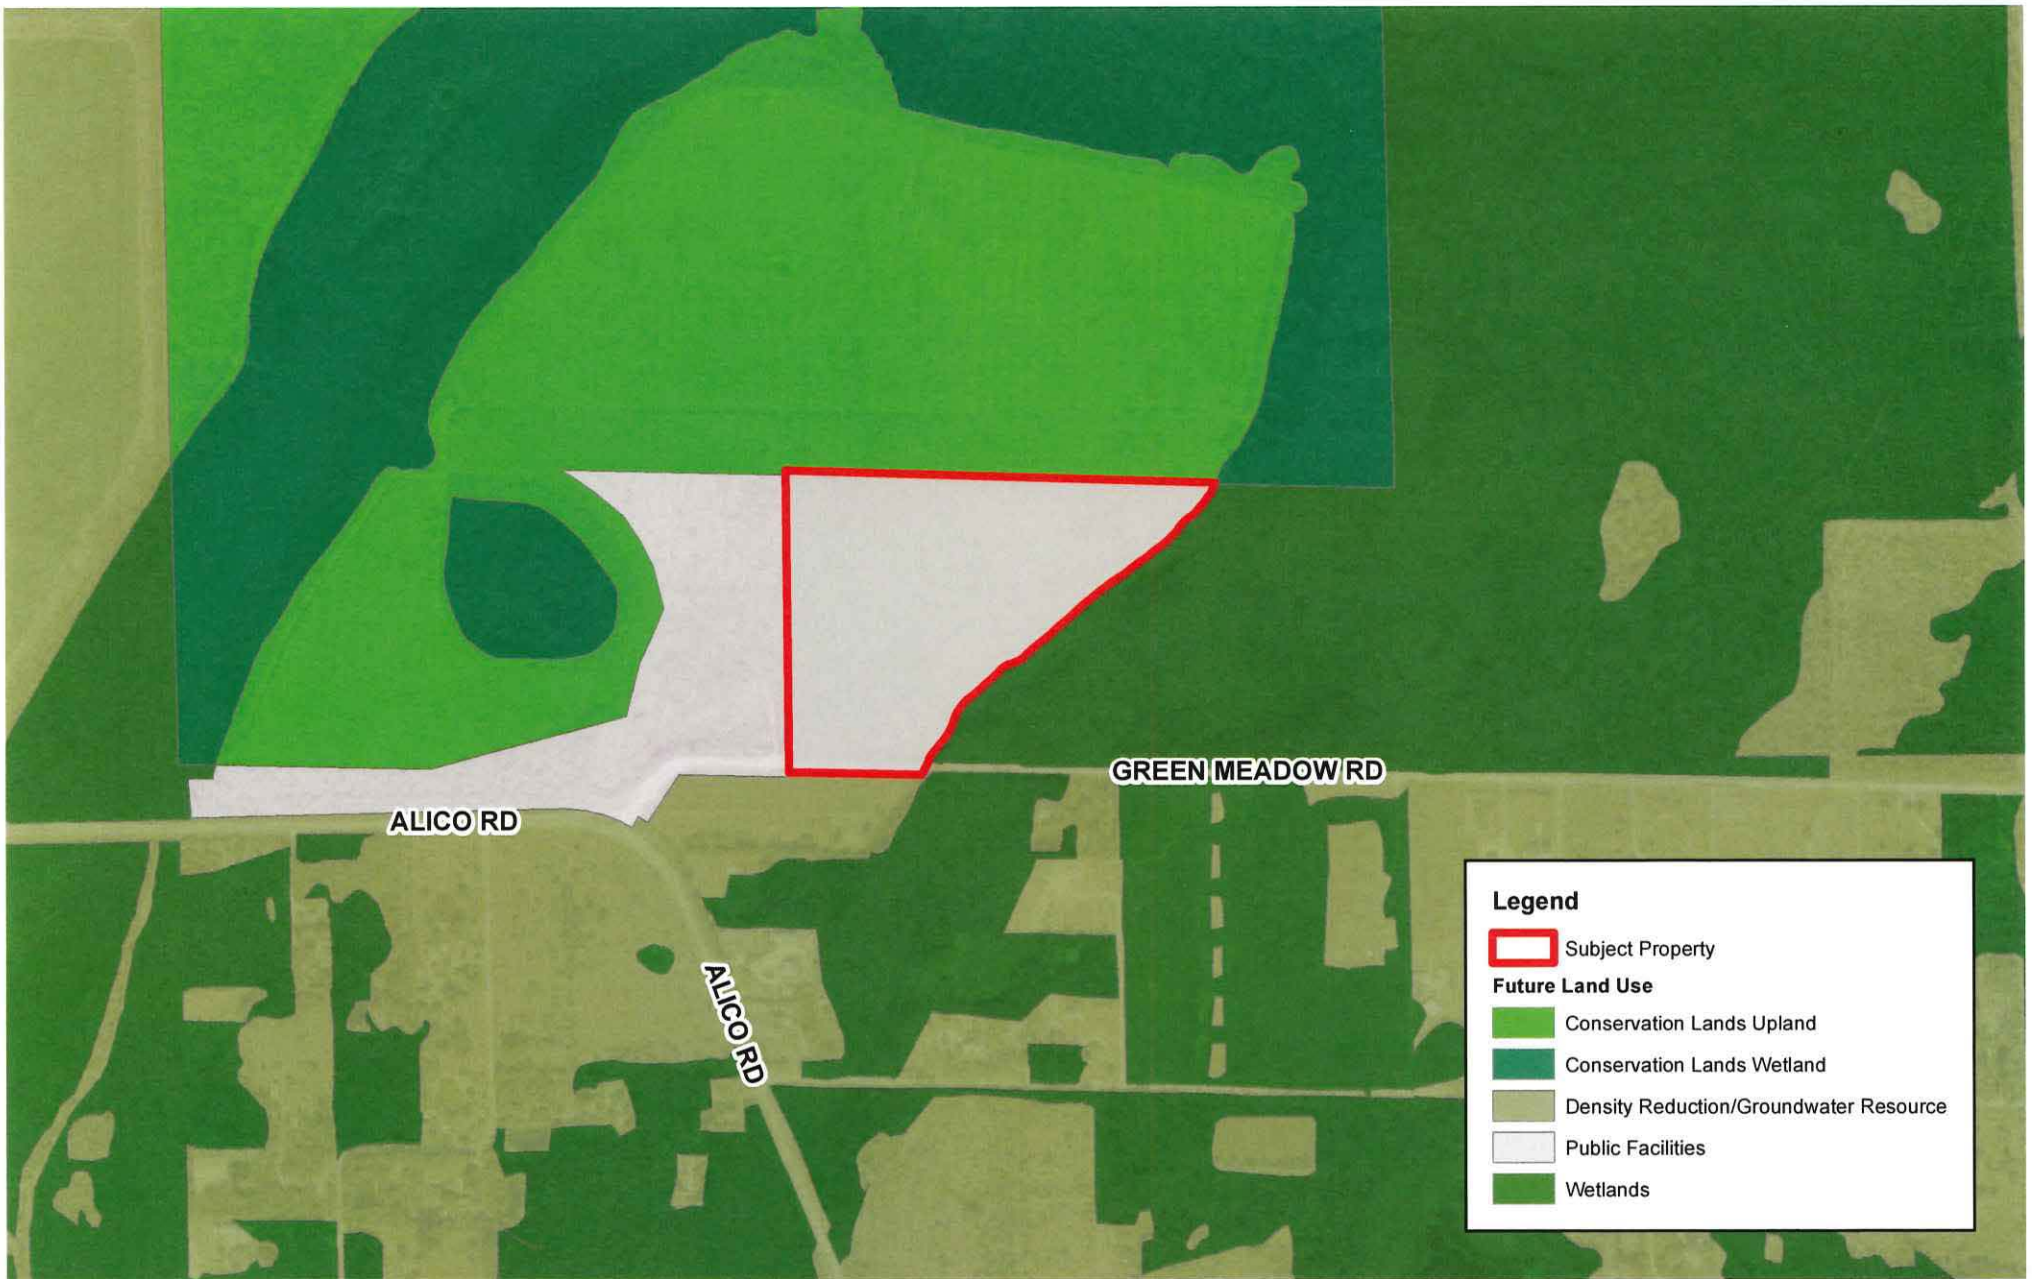 GREEN MEADOW RD
ALICO RD
ALICO RD
Legend
Subject Property
Future Land Use
Conservation Lands Upland
Conservation Lands Wetland
Density Reduction/Groundwater Resource
Public Facilities
Wetlands